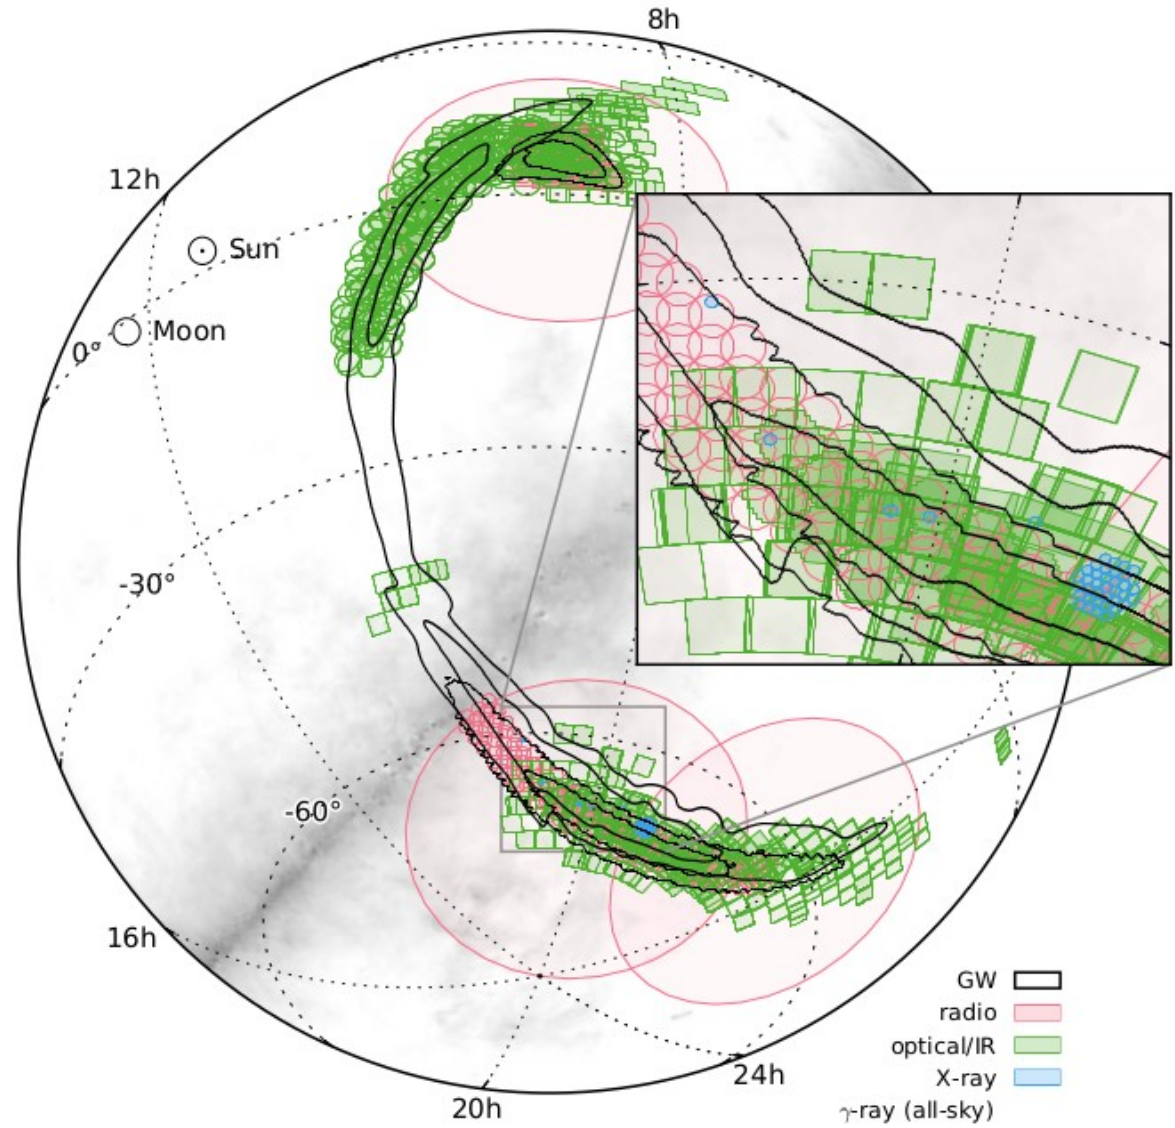 8h
12h
Sun
Moon
0°
-30°
-60°
16h
20h
24h
GW
radio
optical/IR
X-ray
γ-ray (all-sky)